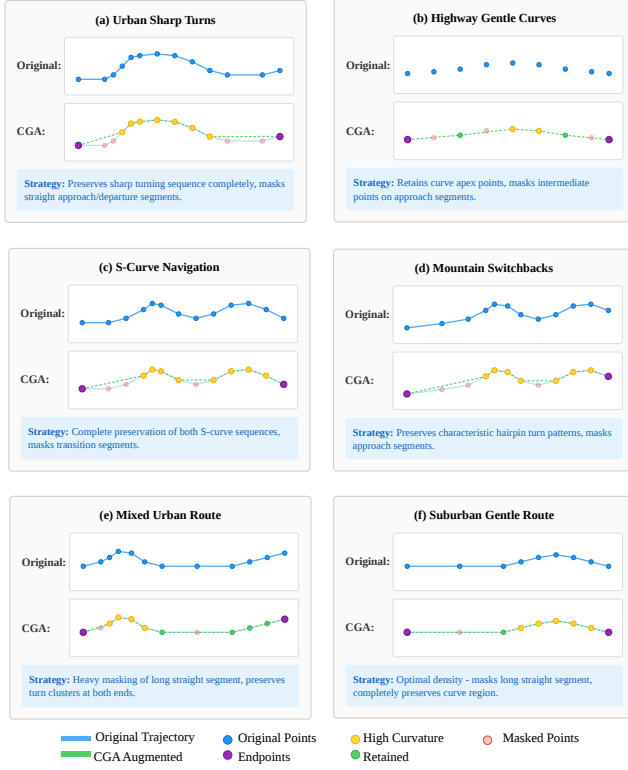 (a) Urban Sharp Turns
Original:
CGA:
Strategy: Preserves sharp turning sequence completely, masks
straight approach/departure segments.
(b) Highway Gentle Curves
Original:
CGA:
Strategy: Retains curve apex points, masks intermediate
points on approach segments.
(c) S-Curve Navigation
Original:
CGA:
Strategy: Complete preservation of both S-curve sequences,
masks transition segments.
(d) Mountain Switchbacks
Original:
CGA:
Strategy: Preserves characteristic hairpin turn patterns, masks
approach segments.
(e) Mixed Urban Route
Original:
CGA:
Strategy: Heavy masking of long straight segment, preserves
turn clusters at both ends.
(f) Suburban Gentle Route
Original:
CGA:
Strategy: Optimal density - masks long straight segment,
completely preserves curve region.
Original Trajectory
Original Points
High Curvature
Masked Points
CGA Augmented
Endpoints
Retained